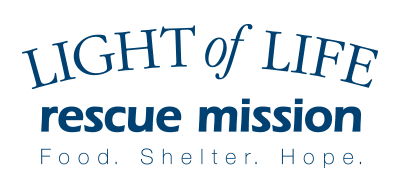 LIGHT of LIFE
rescue mission
Food. Shelter. Hope.